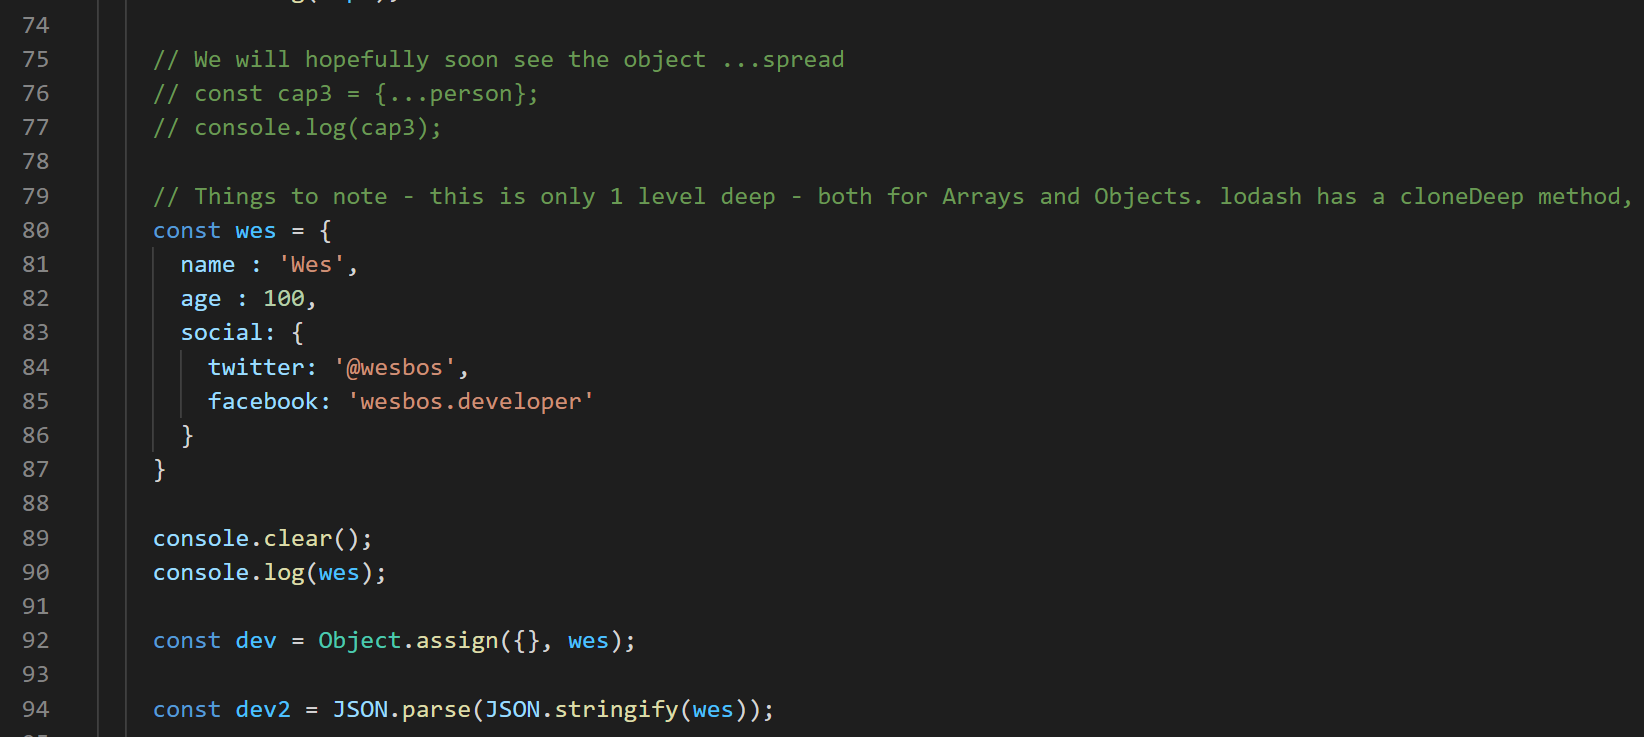 74
75 // We will hopefully soon see the object ...spread
76 // const cap3 = {...person};
77 // console.log(cap3);
78
79 // Things to note - this is only 1 level deep - both for Arrays and Objects. lodash has a cloneDeep method,
80 const wes = {
81 name : 'Wes',
82 age : 100,
83 social: {
84 twitter: '@wesbos',
85 facebook: 'wesbos.developer'
86 }
87 }
88
89 console.clear();
90 console.log(wes);
91
92 const dev = Object.assign({}, wes);
93
94 const dev2 = JSON.parse(JSON.stringify(wes));